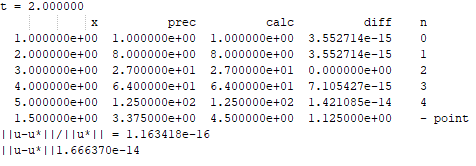 t = 2.000000
x prec calc diff n
1.000000e+00 1.000000e+00 1.000000e+00 3.552714e-15 0
2.000000e+00 8.000000e+00 8.000000e+00 3.552714e-15 1
3.000000e+00 2.700000e+01 2.700000e+01 0.000000e+00 2
4.000000e+00 6.400000e+01 6.400000e+01 7.105427e-15 3
5.000000e+00 1.250000e+02 1.250000e+02 1.421085e-14 4
1.500000e+00 3.375000e+00 4.500000e+00 1.125000e+00 - point
||u-u*||/||u*|| = 1.163418e-16
||u-u||1.666370e-14